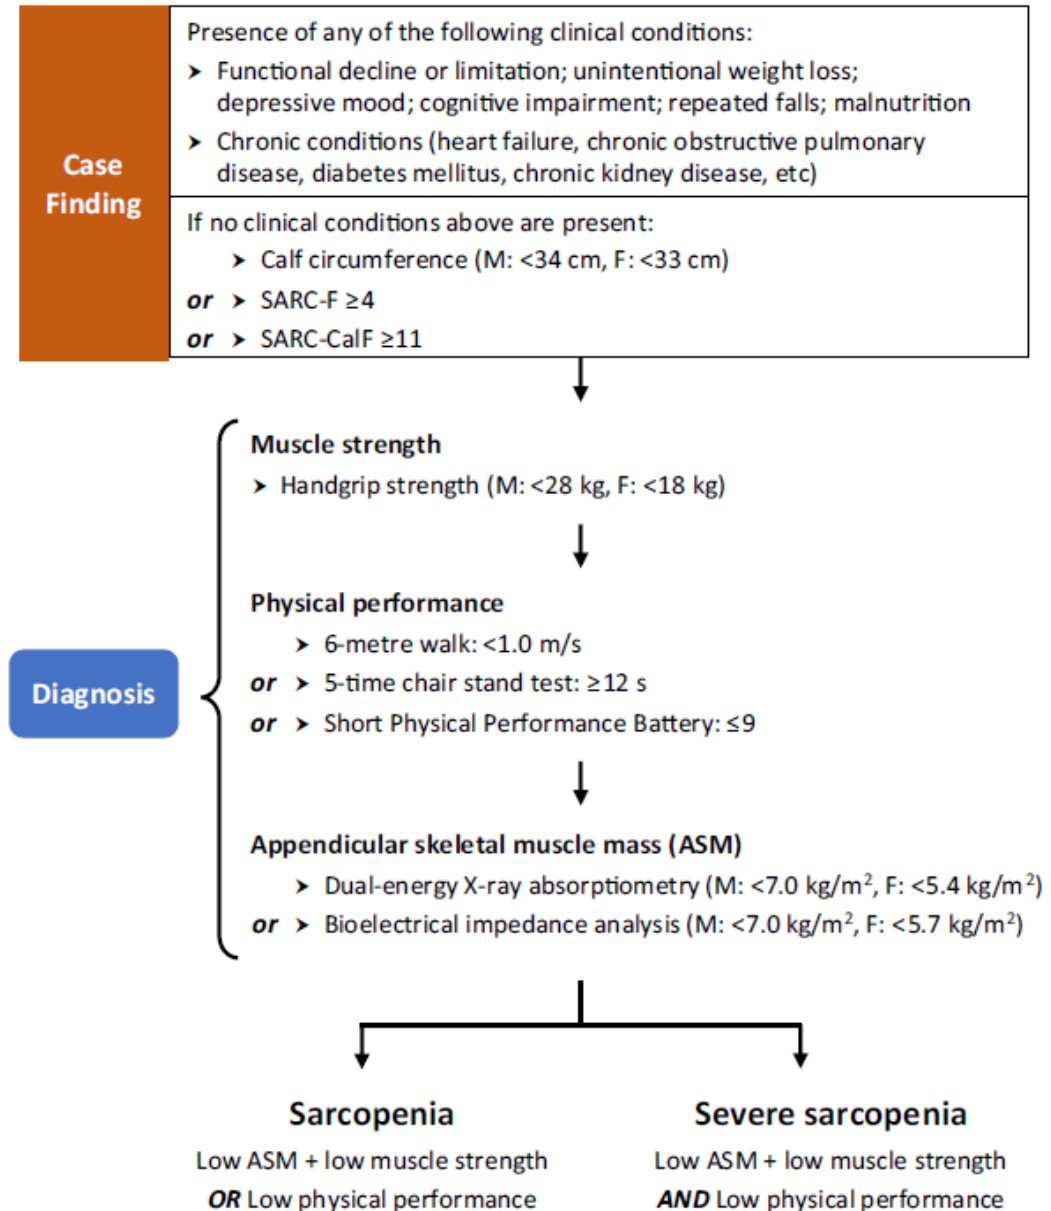 Case
Finding
Presence of any of the following clinical conditions:
➤ Functional decline or limitation; unintentional weight loss;
depressive mood; cognitive impairment; repeated falls; malnutrition
➤ Chronic conditions (heart failure, chronic obstructive pulmonary
disease, diabetes mellitus, chronic kidney disease, etc)
If no clinical conditions above are present:
➤ Calf circumference (M: <34 cm, F: <33 cm)
or ➤ SARC-F ≥4
or ➤ SARC-CalF ≥11
Diagnosis
Muscle strength
➤ Handgrip strength (M: <28 kg, F: <18 kg)
Physical performance
➤ 6-metre walk: <1.0 m/s
or ➤ 5-time chair stand test: ≥12 s
or ➤ Short Physical Performance Battery: ≤9
Appendicular skeletal muscle mass (ASM)
➤ Dual-energy X-ray absorptiometry (M: <7.0 kg/m², F: <5.4 kg/m²)
or ➤ Bioelectrical impedance analysis (M: <7.0 kg/m², F: <5.7 kg/m²)
Sarcopenia
Low ASM + low muscle strength
OR Low physical performance
Severe sarcopenia
Low ASM + low muscle strength
AND Low physical performance